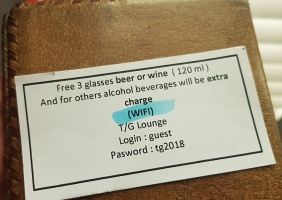 Free 3 glasses beer or wine ( 120 ml )
And for others alcohol beverages will be extra
charge
(WIFI)
T/G Lounge
Login : guest
Pasword : tg2018